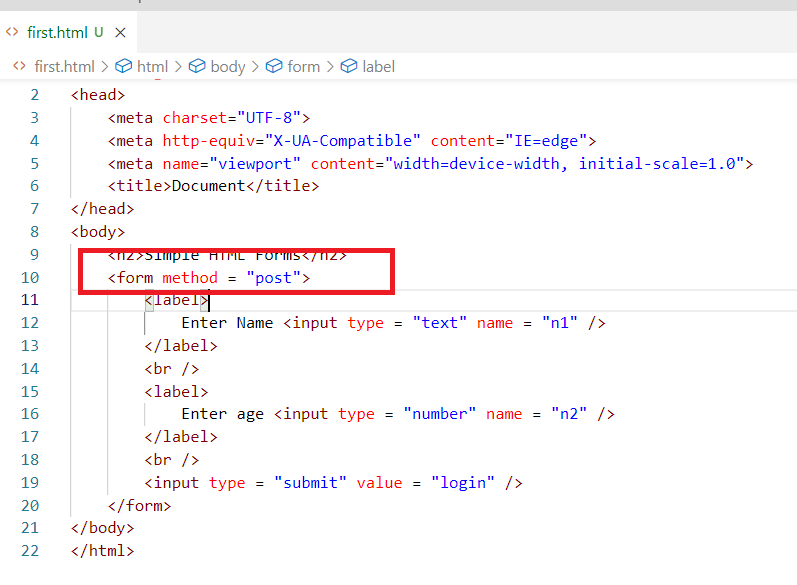 first.html U ×
first.html > html > body > form > label
2 <head>
3 <meta charset="UTF-8">
4 <meta http-equiv="X-UA-Compatible" content="IE=edge">
5 <meta name="viewport" content="width=device-width, initial-scale=1.0">
6 <title>Document</title>
7 </head>
8 <body>
9 <h2>Simple HTML Forms</h2>
10 <form method = "post">
11 <label>
12 Enter Name <input type = "text" name = "n1" />
13 </label>
14 <br />
15 <label>
16 Enter age <input type = "number" name = "n2" />
17 </label>
18 <br />
19 <input type = "submit" value = "login" />
20 </form>
21 </body>
22 </html>